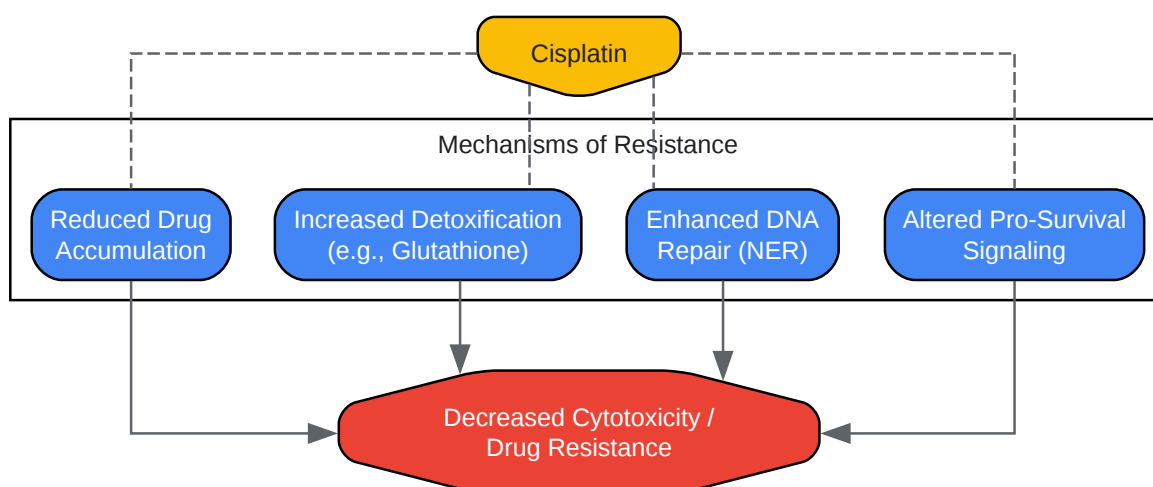 Cisplatin
Mechanisms of Resistance
Reduced Drug
Accumulation
Increased Detoxification
(e.g., Glutathione)
Enhanced DNA
Repair (NER)
Altered Pro-Survival
Signaling
Decreased Cytotoxicity /
Drug Resistance